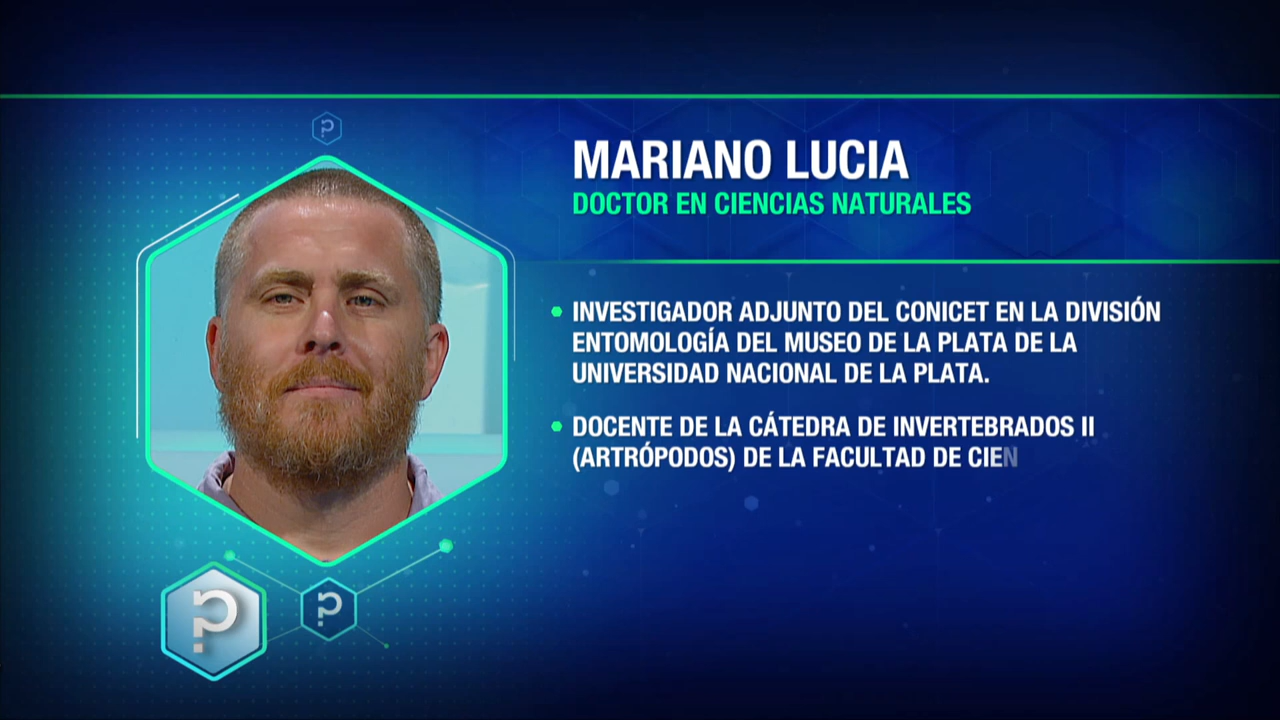 MARIANO LUCIA
DOCTOR EN CIENCIAS NATURALES
INVESTIGADOR ADJUNTO DEL CONICET EN LA DIVISIÓN
ENTOMOLOGÍA DEL MUSEO DE LA PLATA DE LA
UNIVERSIDAD NACIONAL DE LA PLATA.
DOCENTE DE LA CÁTEDRA DE INVERTEBRADOS II
(ARTRÓPODOS) DE LA FACULTAD DE CIEN